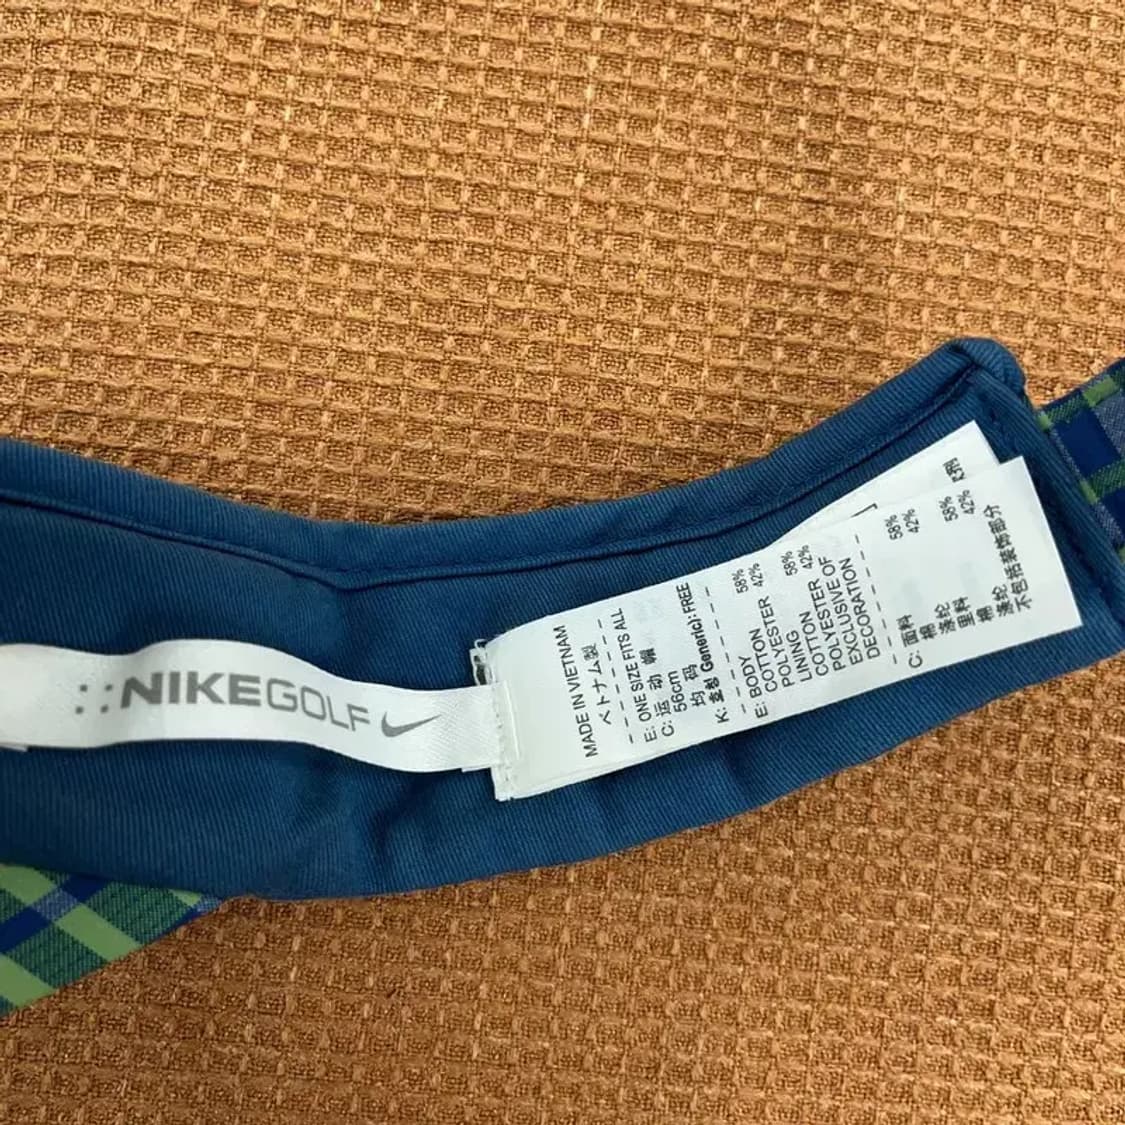 NIKEGOLF
MADE IN VIETNAM
ベトナム製
E: ONE SIZE FITS ALL
C: 运 动 帽
56cm
均 码
K: 호칭 Generic): FREE
E: BODY
COTTON 58%
POLYESTER 42%
LINING
COTTON 58%
POLYESTER 42%
EXCLUSIVE OF
DECORATION
C: 面料
棉 58%
涤纶 42%
里料
棉 58%
涤纶 42%
不包括装饰部分